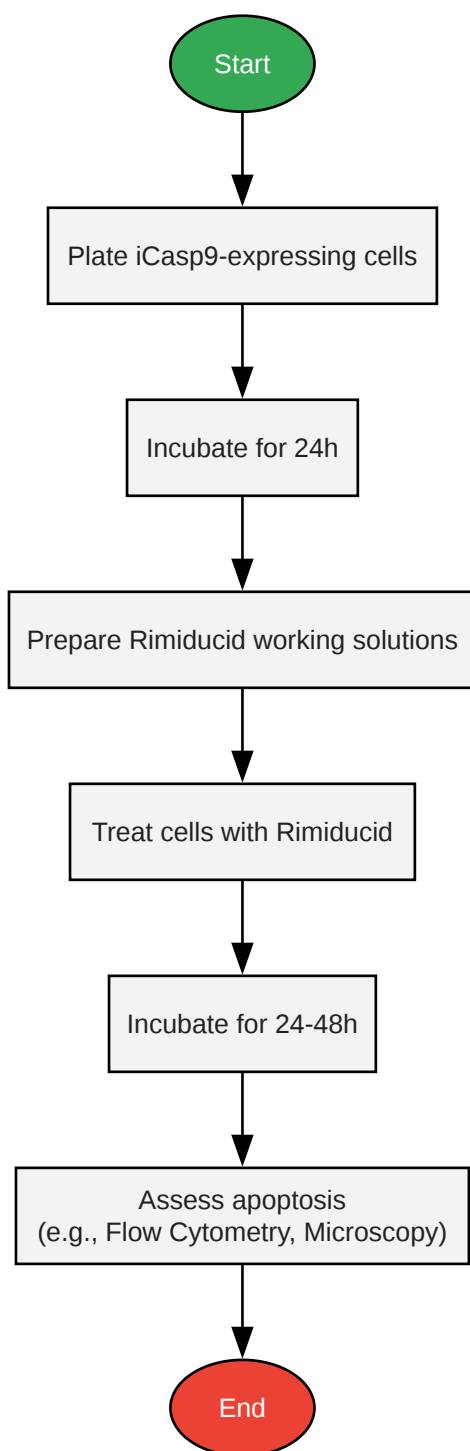 Start
Plate iCasp9-expressing cells
Incubate for 24h
Prepare Rimiducid working solutions
Treat cells with Rimiducid
Incubate for 24-48h
Assess apoptosis
(e.g., Flow Cytometry, Microscopy)
End